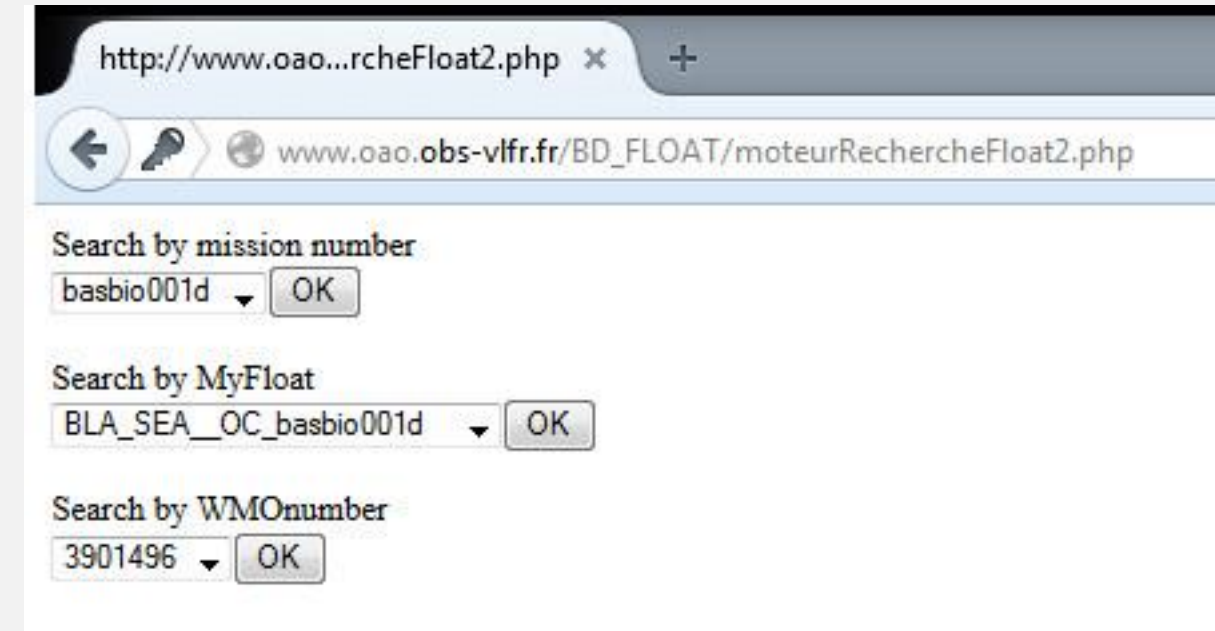 http://www.oao...rcheFloat2.php
www.oao.obs-vlfr.fr/BD_FLOAT/moteurRechercheFloat2.php
Search by mission number
basbio001d OK
Search by MyFloat
BLA_SEA__OC_basbio001d OK
Search by WMOnumber
3901496 OK